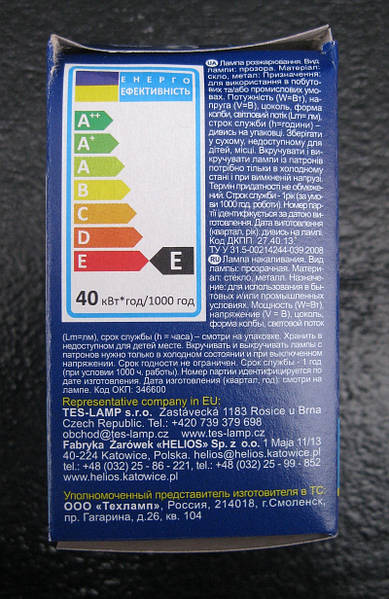 ЕНЕРГО
ЕФЕКТИВНІСТЬ
A++
A+
A
B
C
D
E
E
40 кВт*год/1000 год
UA Лампа розжарювання. Вид
лампи: прозора. Матеріал:
скло, метал. Призначення:
для використання в побуто-
вих та/або промислових умо-
вах. Потужність (W=Вт), на-
пруга (V=В), цоколь, форма
колби, світловий потік (Lm= лм),
строк служби (h=години) –
дивись на упаковці. Зберігати
у сухому, недоступному для
дітей, місці. Вкручувати і ви-
кручувати лампи із патронів
потрібно тільки в холодному
стані і при вимкненій напрузі.
Термін придатності не обмеже-
ний. Строк служби - 1рік (за умо-
ви 1000 год. роботи). Номер пар-
тії ідентифікується за датою ви-
готовлення. Дата виготовлення
(квартал, рік): дивись на лампі.
Код ДКПП 27.40.13
ТУ У 31.5-00214244-039:2008
RU Лампа накаливания. Вид
лампы: прозрачная. Матери-
ал: стекло, металл. Назначе-
ние: для использования в бы-
товых и/или промышленных
условиях. Мощность (W=Вт),
напряжение (V = В), цоколь,
форма колбы, световой поток
(Lm=лм), срок службы (h = часа) – смотри на упаковке. Хранить в
недоступном для детей месте. Вкручивать и выкручивать лампы с
патронов нужно только в холодном состоянии и при выключенном
напряжении. Срок годности не ограничен. Срок службы - 1 год
(при условии 1000 ч. работы). Номер партии идентифицируется по
дате изготовления. Дата изготовления (квартал, год): смотри на
лампе. Код ОКП: 346600
Representative company in EU:
TES-LAMP s.r.o. Zastávecká 1183 Rosice u Brna
Czech Republic. Tel.: +420 739 379 698
obchod@tes-lamp.cz www.-tes-lamp.cz
Fabryka Żarówek «HELIOS» Sp. z o.o. 1 Maja 11/13
40-224 Katowice, Polska. helios@helios.katowice.pl
tel.: +48 (032) 25 - 86 - 221, tel.: +48 (032) 25 - 99 - 852
www.helios.katowice.pl
Уполномоченный представитель изготовителя в ТС:
ООО «Техламп», Россия, 214018, г.Смоленск,
пр. Гагарина, д.26, кв. 104